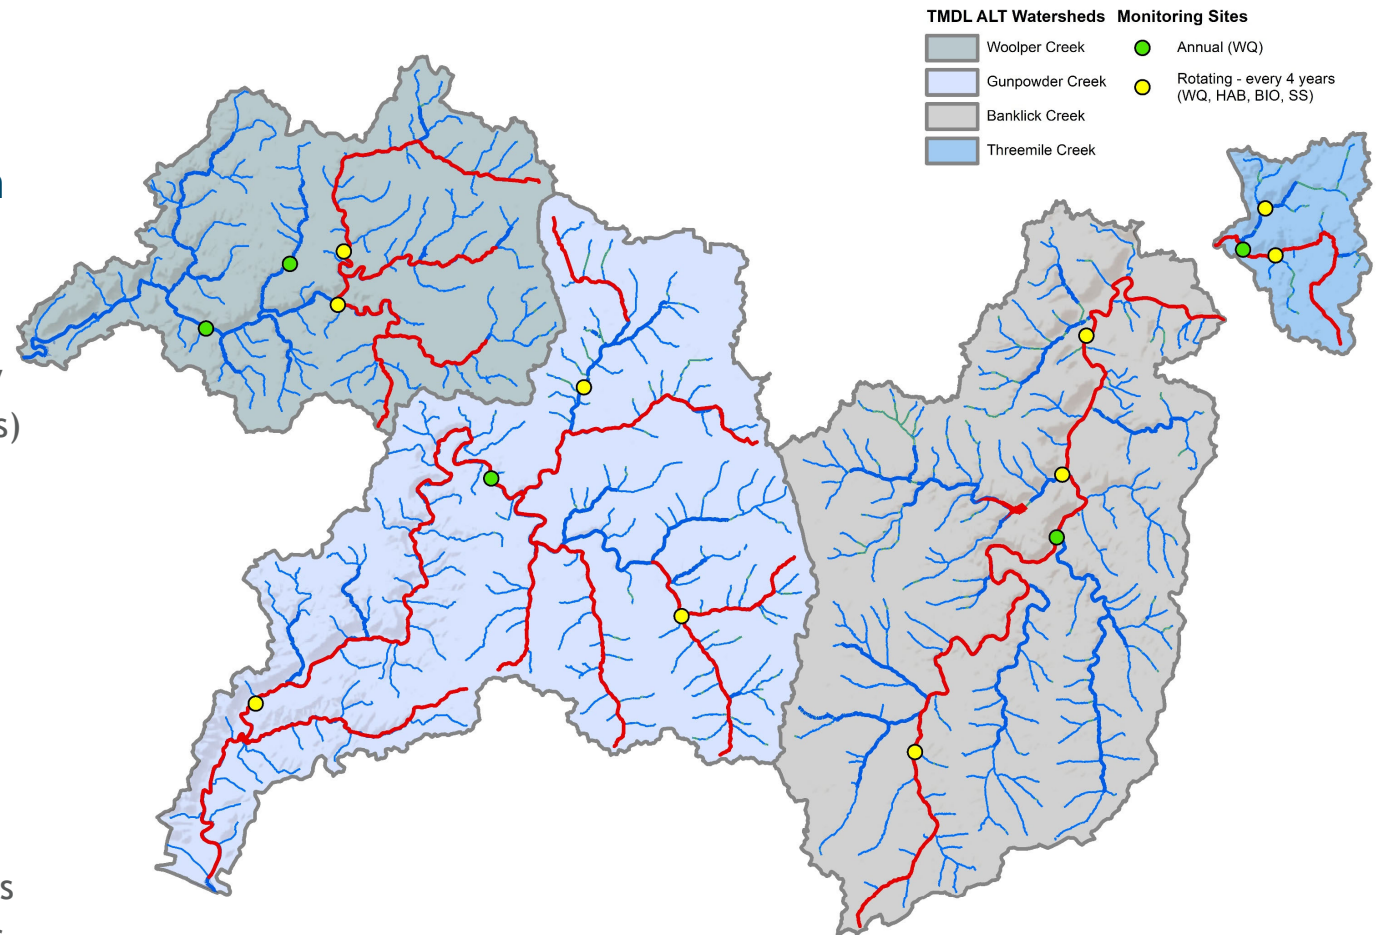 TMDL ALT Watersheds
Woolper Creek
Gunpowder Creek
Banklick Creek
Threemile Creek
Monitoring Sites
Annual (WQ)
Rotating - every 4 years
(WQ, HAB, BIO, SS)
s)
s